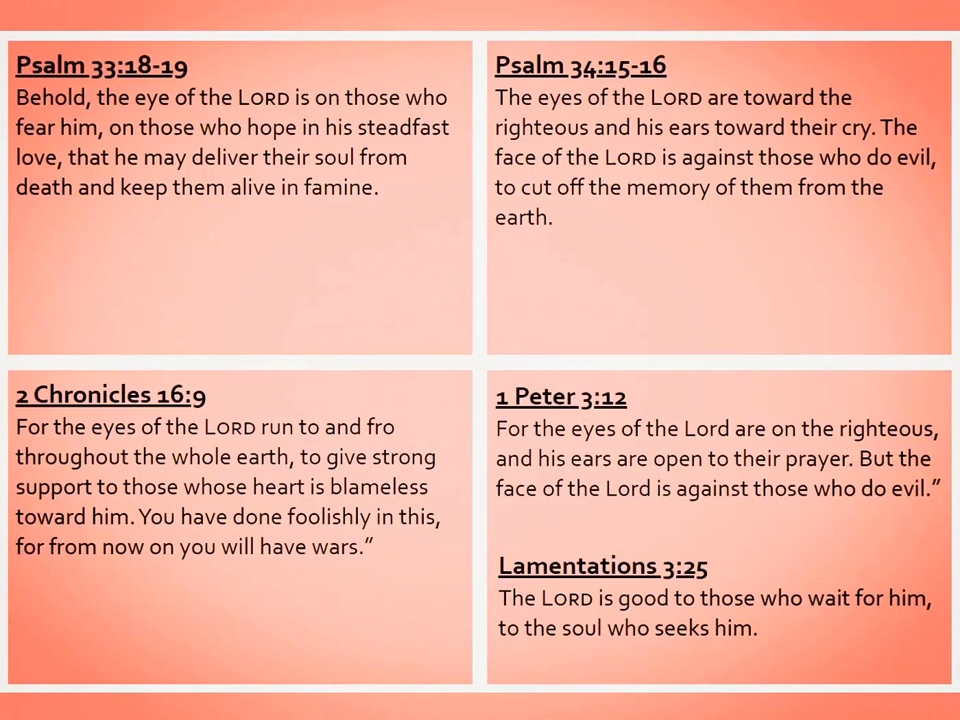 Psalm 33:18-19
Behold, the eye of the LORD is on those who
fear him, on those who hope in his steadfast
love, that he may deliver their soul from
death and keep them alive in famine.
Psalm 34:15-16
The eyes of the LORD are toward the
righteous and his ears toward their cry. The
face of the LORD is against those who do evil,
to cut off the memory of them from the
earth.
2 Chronicles 16:9
For the eyes of the LORD run to and fro
throughout the whole earth, to give strong
support to those whose heart is blameless
toward him. You have done foolishly in this,
for from now on you will have wars.”
1 Peter 3:12
For the eyes of the Lord are on the righteous,
and his ears are open to their prayer. But the
face of the Lord is against those who do evil.”
Lamentations 3:25
The LORD is good to those who wait for him,
to the soul who seeks him.